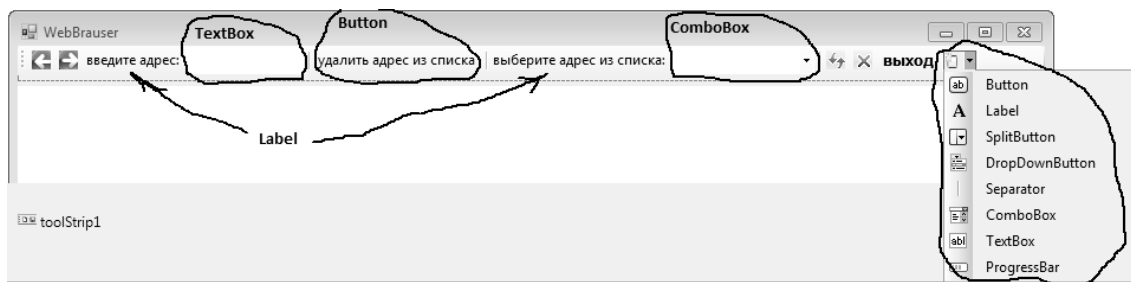 WebBrauser
TextBox
Button
ComboBox
введите адрес:
удалить адрес из списка
выберите адрес из списка:
выход
Label
Button
Label
SplitButton
DropDownButton
Separator
ComboBox
TextBox
ProgressBar
toolStrip1